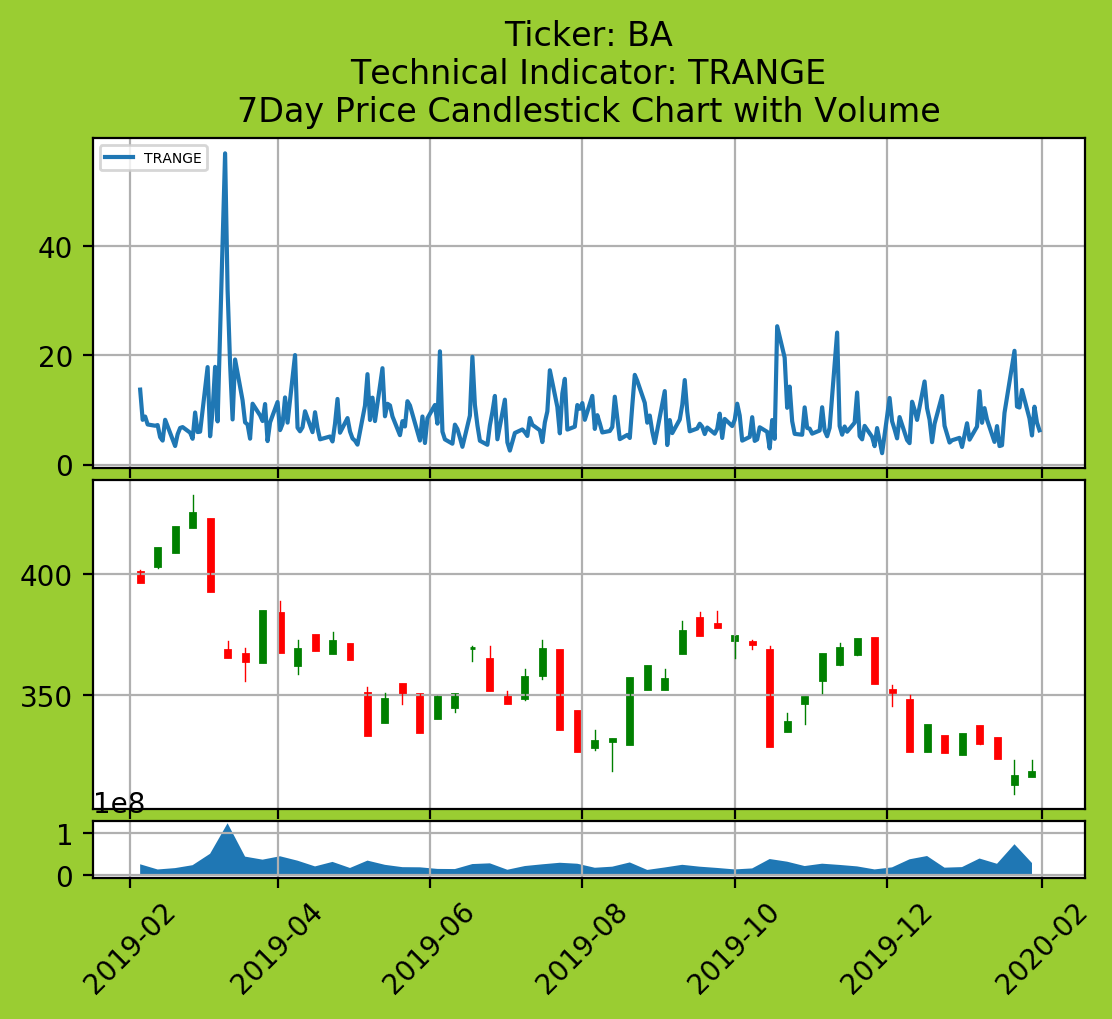 Ticker: BA
Technical Indicator: TRANGE
7Day Price Candlestick Chart with Volume
TRANGE
40
20
0
400
350
1e8
1
0
2019-02
2019-04
2019-06
2019-08
2019-10
2019-12
2020-02